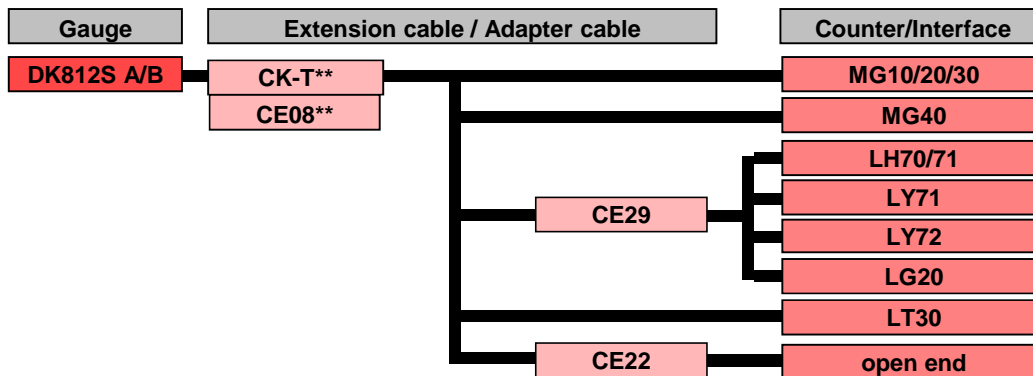 Gauge Extension cable / Adapter cable Counter/Interface
DK812S A/B CK-T** MG10/20/30
CE08** MG40
LH70/71
LY71
CE29
LY72
LG20
LT30
CE22 open end